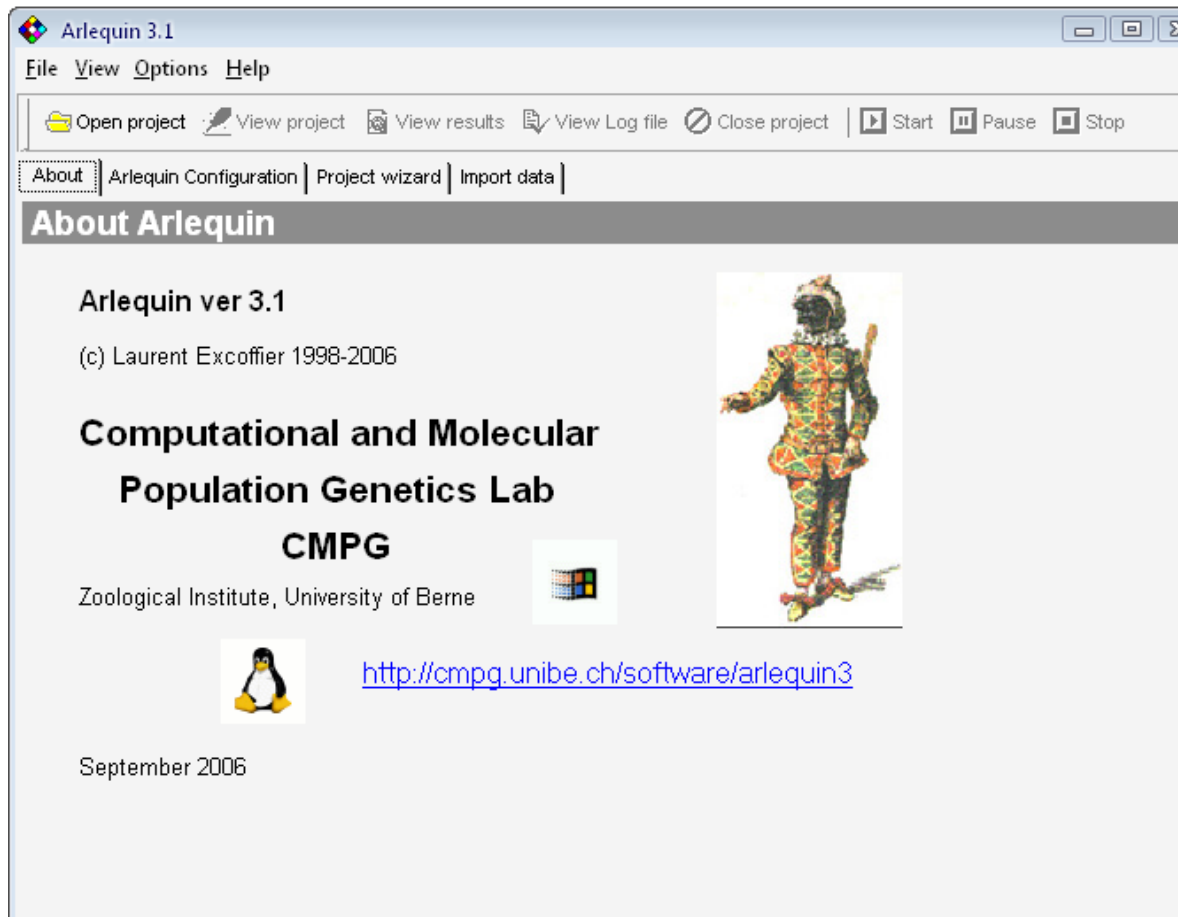 Arlequin 3.1
File View Options Help
Open project View project View results View Log file Close project Start Pause Stop
About Arlequin Configuration Project wizard Import data
About Arlequin
Arlequin ver 3.1
(c) Laurent Excoffier 1998-2006
Computational and Molecular
Population Genetics Lab
CMPG
Zoological Institute, University of Berne
http://cmpg.unibe.ch/software/arlequin3
September 2006